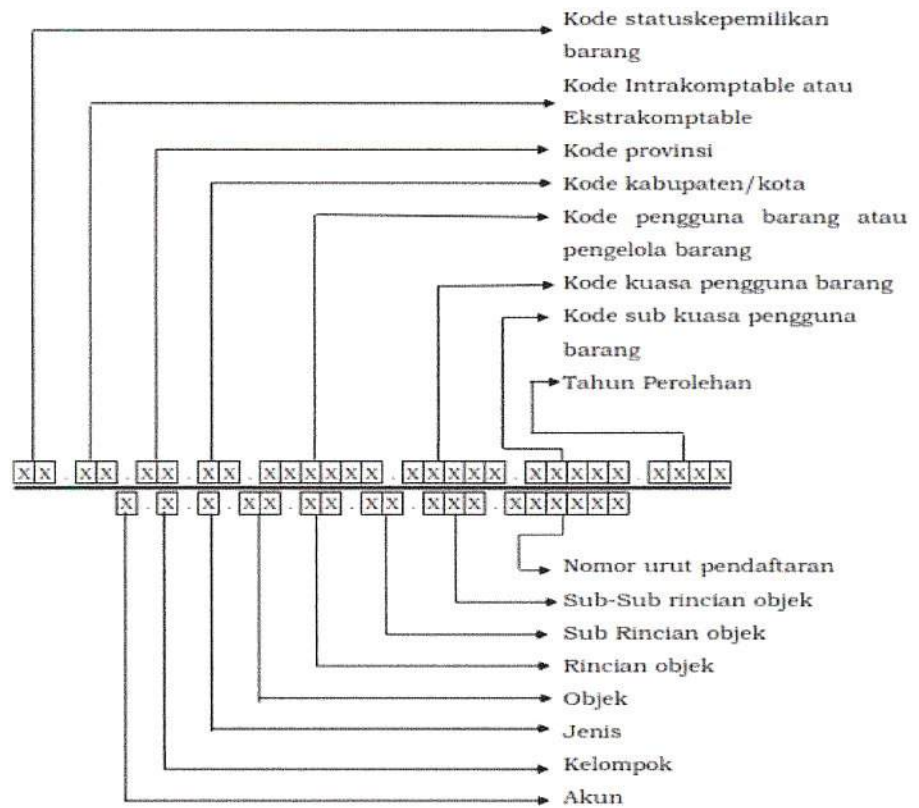 Kode statuskepemilikan
barang
Kode Intrakomptable atau
Ekstrakomptable
Kode provinsi
Kode kabupaten/kota
Kode pengguna barang atau
pengelola barang
Kode kuasa pengguna barang
Kode sub kuasa pengguna
barang
Tahun Perolehan
XX . XX . XX . XX . XXXXXX . XXXXX . XXXXX . XXXX
X . X . X . XX . XX . XX . XXX . XXXXXX
Nomor urut pendaftaran
Sub-Sub rincian objek
Sub Rincian objek
Rincian objek
Objek
Jenis
Kelompok
Akun